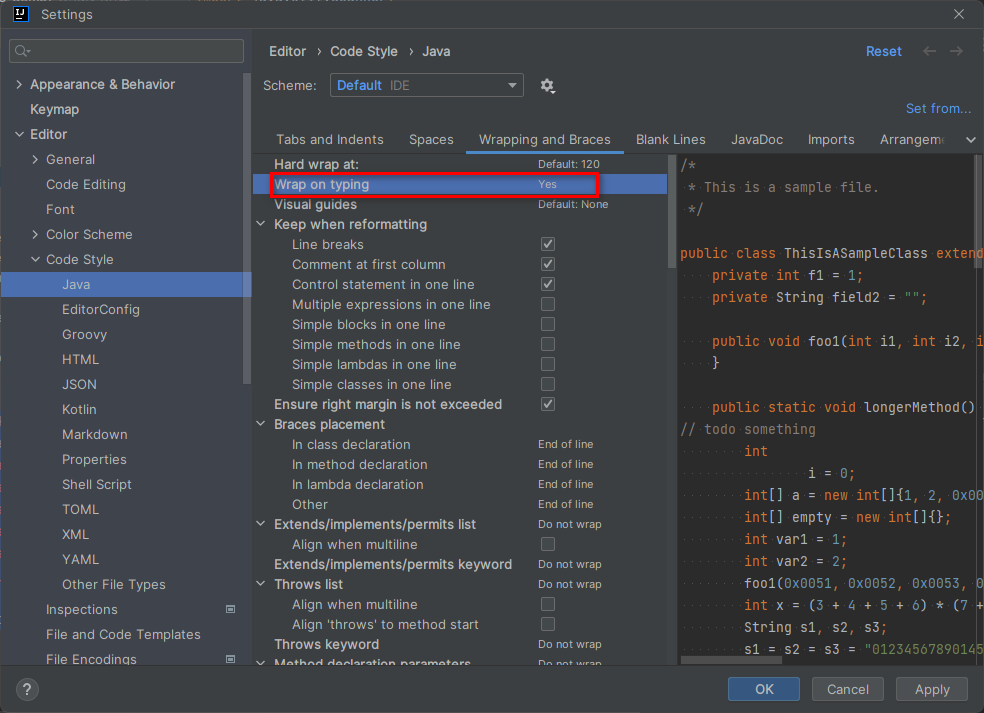 Settings
Editor › Code Style › Java
Reset
Scheme:
Default IDE
Set from...
Appearance & Behavior
Keymap
Editor
General
Code Editing
Font
Color Scheme
Code Style
Java
EditorConfig
Groovy
HTML
JSON
Kotlin
Markdown
Properties
Shell Script
TOML
XML
YAML
Other File Types
Inspections
File and Code Templates
File Encodings
Tabs and Indents Spaces Wrapping and Braces Blank Lines JavaDoc Imports Arrangem
Hard wrap at: Default: 120
Wrap on typing Yes
Visual guides Default: None
Keep when reformatting
Line breaks
Comment at first column
Control statement in one line
Multiple expressions in one line
Simple blocks in one line
Simple methods in one line
Simple lambdas in one line
Simple classes in one line
Ensure right margin is not exceeded
Braces placement
In class declaration End of line
In method declaration End of line
In lambda declaration End of line
Other End of line
Extends/implements/permits list Do not wrap
Align when multiline
Extends/implements/permits keyword Do not wrap
Throws list Do not wrap
Align when multiline
Align 'throws' to method start
Throws keyword Do not wrap
Method declaration parameters Do not wrap
/*
* This is a sample file.
*/
public class ThisIsASampleClass extend
private int f1 = 1;
private String field2 = "";
public void foo1(int i1, int i2, i
}
public static void longerMethod()
// todo something
int
i = 0;
int[] a = new int[]{1, 2, 0x00
int[] empty = new int[]{};
int var1 = 1;
int var2 = 2;
foo1(0x0051, 0x0052, 0x0053, 0
int x = (3 + 4 + 5 + 6) * (7 +
String s1, s2, s3;
s1 = s2 = s3 = "01234567890145
?
OK
Cancel
Apply